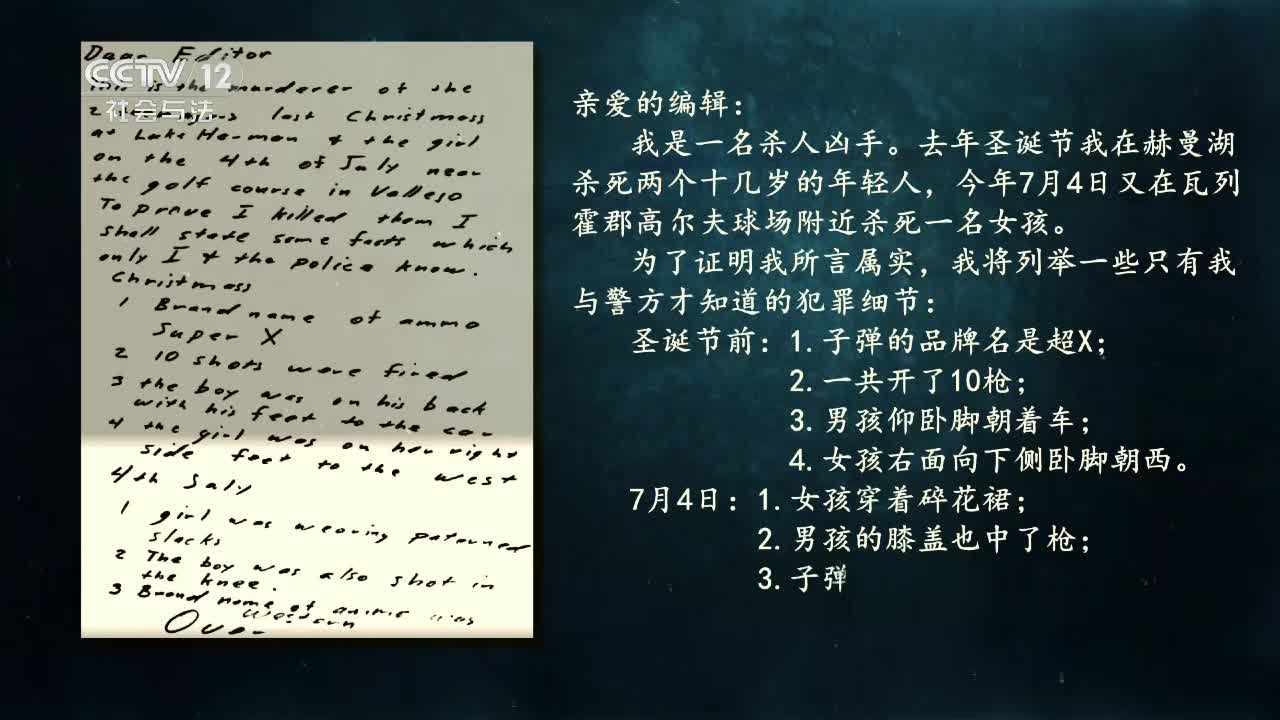 Dear Editor
CCTV 12
社会与法
This is the murderer of the
2 teenagers last Christmass
at Lake Herman & the girl
on the 4th of July near
the golf course in Vallejo
To prove I killed them I
shall state some facts which
only I & the police know.
Christmass
1 Brand name of ammo
Super X
2 10 shots were fired
3 the boy was on his back
with his feet to the car
4 the girl was on her right
side feet to the west
4th July
1 girl was wearing paterned
slacks
2 The boy was also shot in
the knee.
3 Brand name of ammo was
Western
Over
亲爱的编辑:
我是一名杀人凶手。去年圣诞节我在赫曼湖
杀死两个十几岁的年轻人,今年7月4日又在瓦列
霍郡高尔夫球场附近杀死一名女孩。
为了证明我所言属实,我将列举一些只有我
与警方才知道的犯罪细节:
圣诞节前:1.子弹的品牌名是超X;
2.一共开了10枪;
3.男孩仰卧脚朝着车;
4.女孩右面向下侧卧脚朝西。
7月4日:1.女孩穿着碎花裙;
2.男孩的膝盖也中了枪;
3.子弹